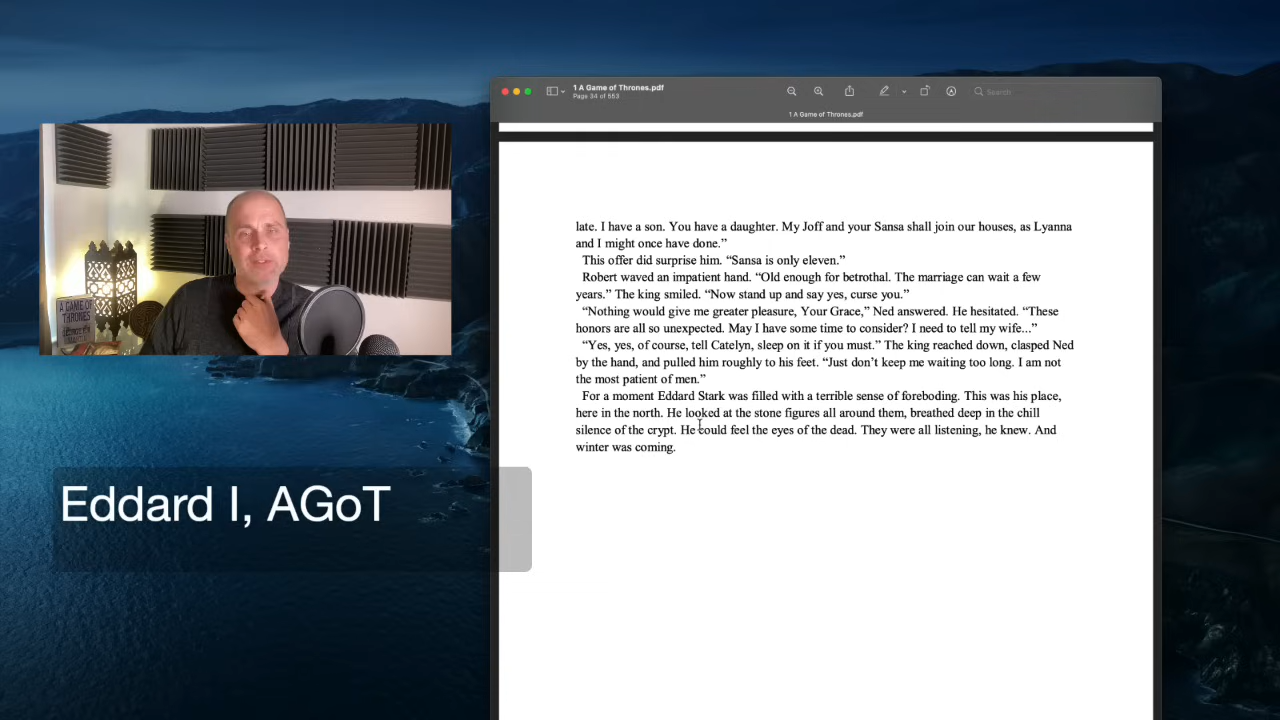 1 A Game of Thrones.pdf
Page 34 of 553
Search
1 A Game of Thrones.pdf
late. I have a son. You have a daughter. My Joff and your Sansa shall join our houses, as Lyanna
and I might once have done.”
This offer did surprise him. “Sansa is only eleven.”
Robert waved an impatient hand. “Old enough for betrothal. The marriage can wait a few
years.” The king smiled. “Now stand up and say yes, curse you.”
“Nothing would give me greater pleasure, Your Grace,” Ned answered. He hesitated. “These
honors are all so unexpected. May I have some time to consider? I need to tell my wife...”
“Yes, yes, of course, tell Catelyn, sleep on it if you must.” The king reached down, clasped Ned
by the hand, and pulled him roughly to his feet. “Just don’t keep me waiting too long. I am not
the most patient of men.”
For a moment Eddard Stark was filled with a terrible sense of foreboding. This was his place,
here in the north. He looked at the stone figures all around them, breathed deep in the chill
silence of the crypt. He could feel the eyes of the dead. They were all listening, he knew. And
winter was coming.
A GAME OF
THRONES
Eddard I, AGoT